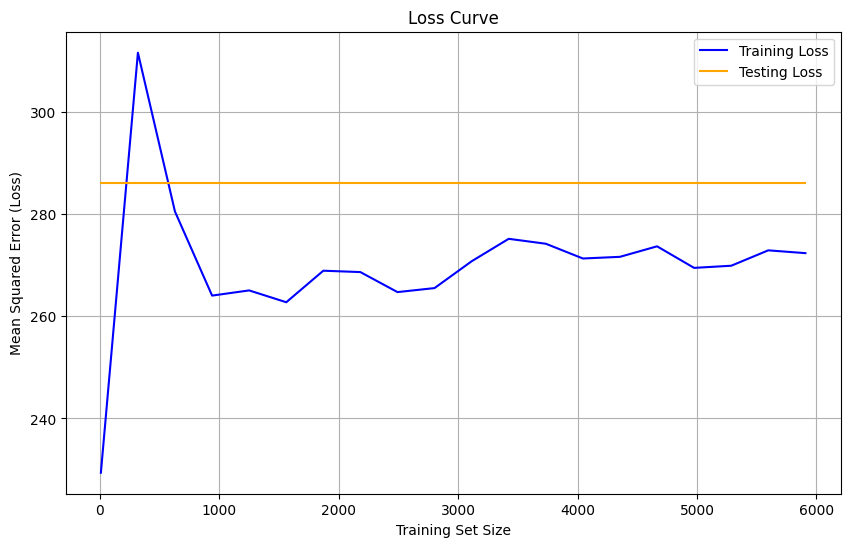 Loss Curve
Training Loss
Testing Loss
Mean Squared Error (Loss)
300
280
260
240
0 1000 2000 3000 4000 5000 6000
Training Set Size